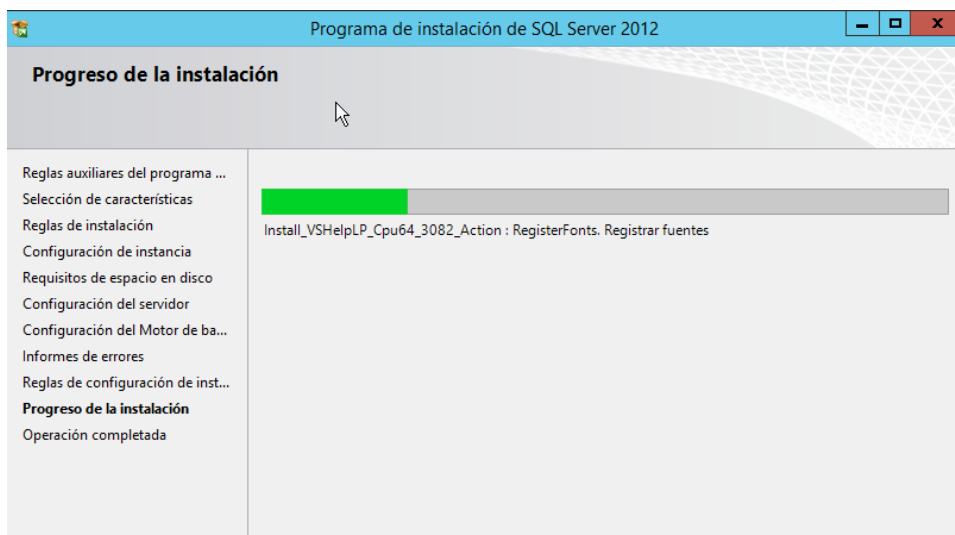 Programa de instalación de SQL Server 2012
Progreso de la instalación
Reglas auxiliares del programa ...
Selección de características
Reglas de instalación
Configuración de instancia
Requisitos de espacio en disco
Configuración del servidor
Configuración del Motor de ba...
Informes de errores
Reglas de configuración de inst...
Progreso de la instalación
Operación completada
Install_VSHelpLP_Cpu64_3082_Action : RegisterFonts. Registrar fuentes